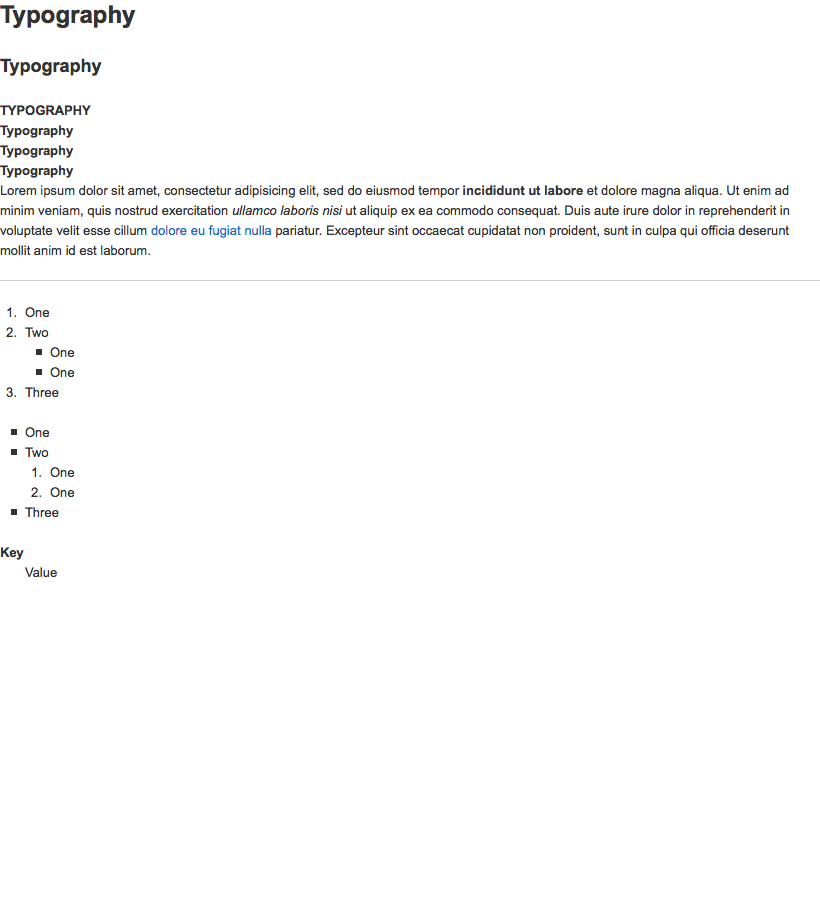 Typography
Typography
TYPOGRAPHY
Typography
Typography
Typography
Lorem ipsum dolor sit amet, consectetur adipisicing elit, sed do eiusmod tempor incididunt ut labore et dolore magna aliqua. Ut enim ad
minim veniam, quis nostrud exercitation ullamco laboris nisi ut aliquip ex ea commodo consequat. Duis aute irure dolor in reprehenderit in
voluptate velit esse cillum dolore eu fugiat nulla pariatur. Excepteur sint occaecat cupidatat non proident, sunt in culpa qui officia deserunt
mollit anim id est laborum.
1. One
2. Two
▪ One
▪ One
3. Three
▪ One
▪ Two
1. One
2. One
▪ Three
Key
Value